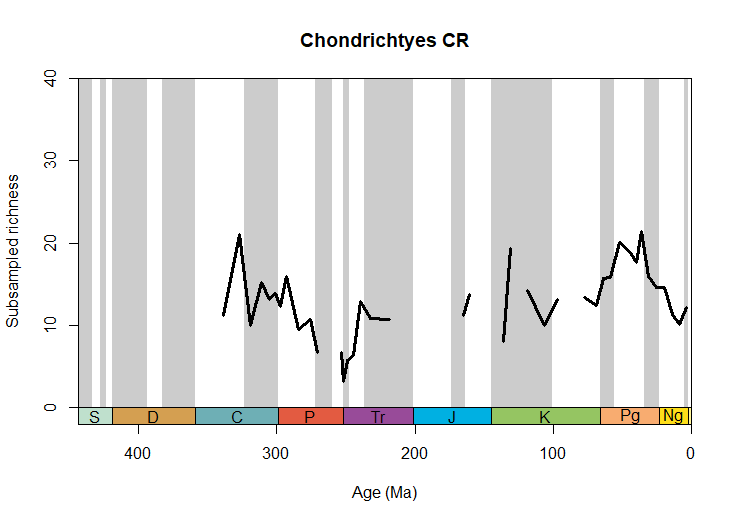 Chondrichtyes CR
Subsampled richness
40
30
20
10
0
S D C P Tr J K Pg Ng
400 300 200 100 0
Age (Ma)